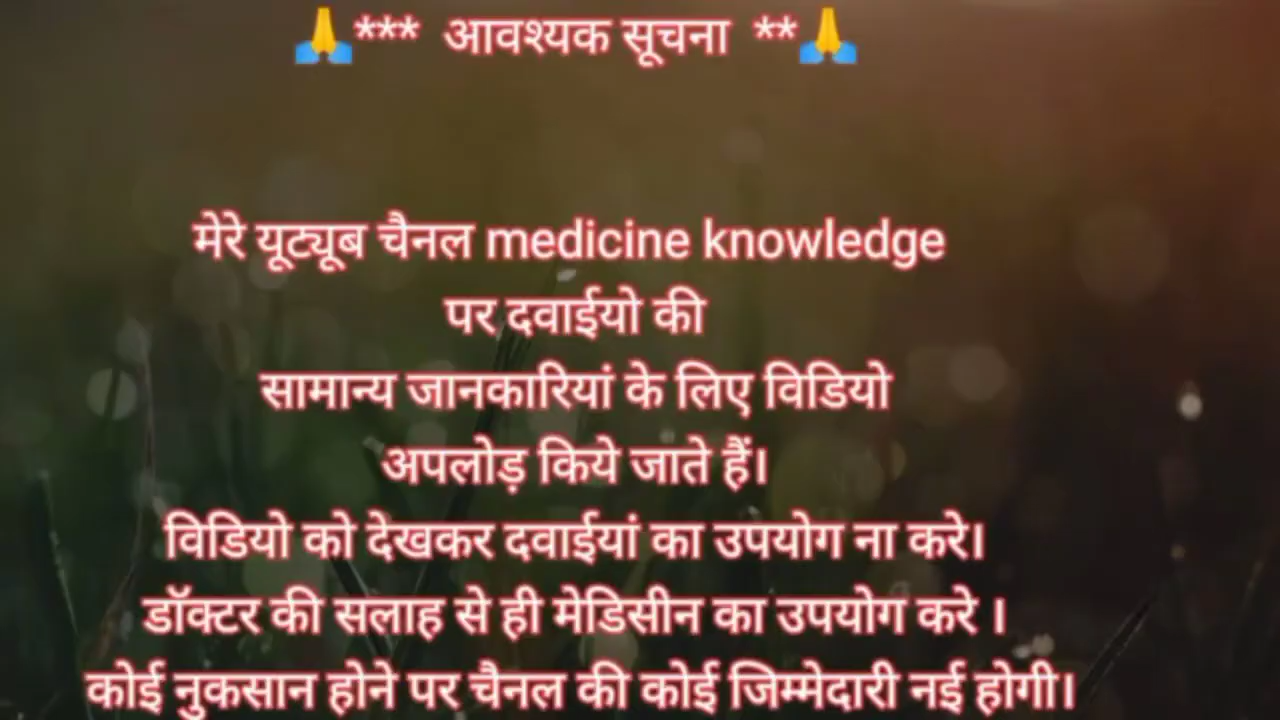 🙏*** आवश्यक सूचना **🙏
मेरे यूट्यूब चैनल medicine knowledge
पर दवाईयो की
सामान्य जानकारियां के लिए विडियो
अपलोड़ किये जाते हैं।
विडियो को देखकर दवाईयां का उपयोग ना करे।
डॉक्टर की सलाह से ही मेडिसीन का उपयोग करे ।
कोई नुकसान होने पर चैनल की कोई जिम्मेदारी नई होगी।